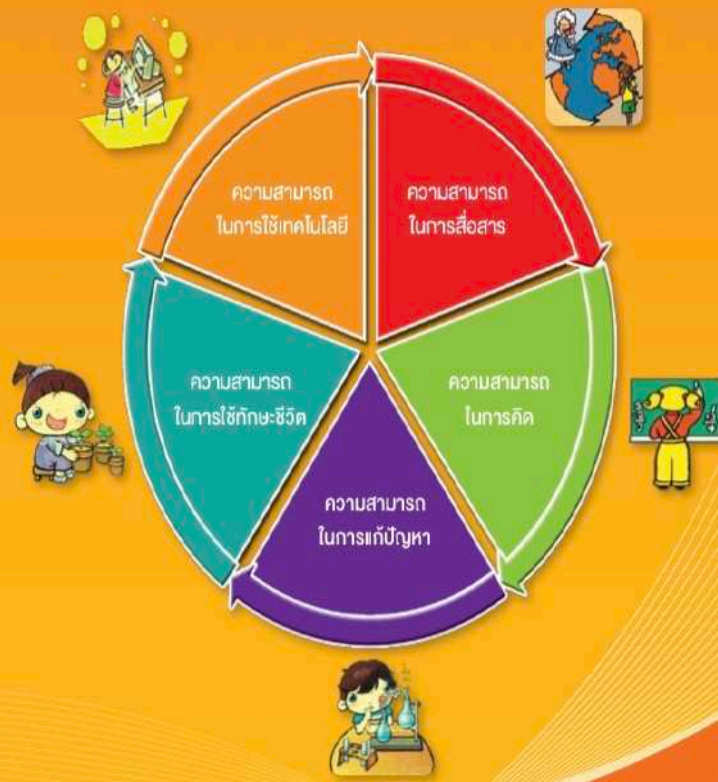 ความสามารถ
ในการใช้เทคโนโลยี
ความสามารถ
ในการสื่อสาร
ความสามารถ
ในการคิด
ความสามารถ
ในการแก้ปัญหา
ความสามารถ
ในการใช้ทักษะชีวิต